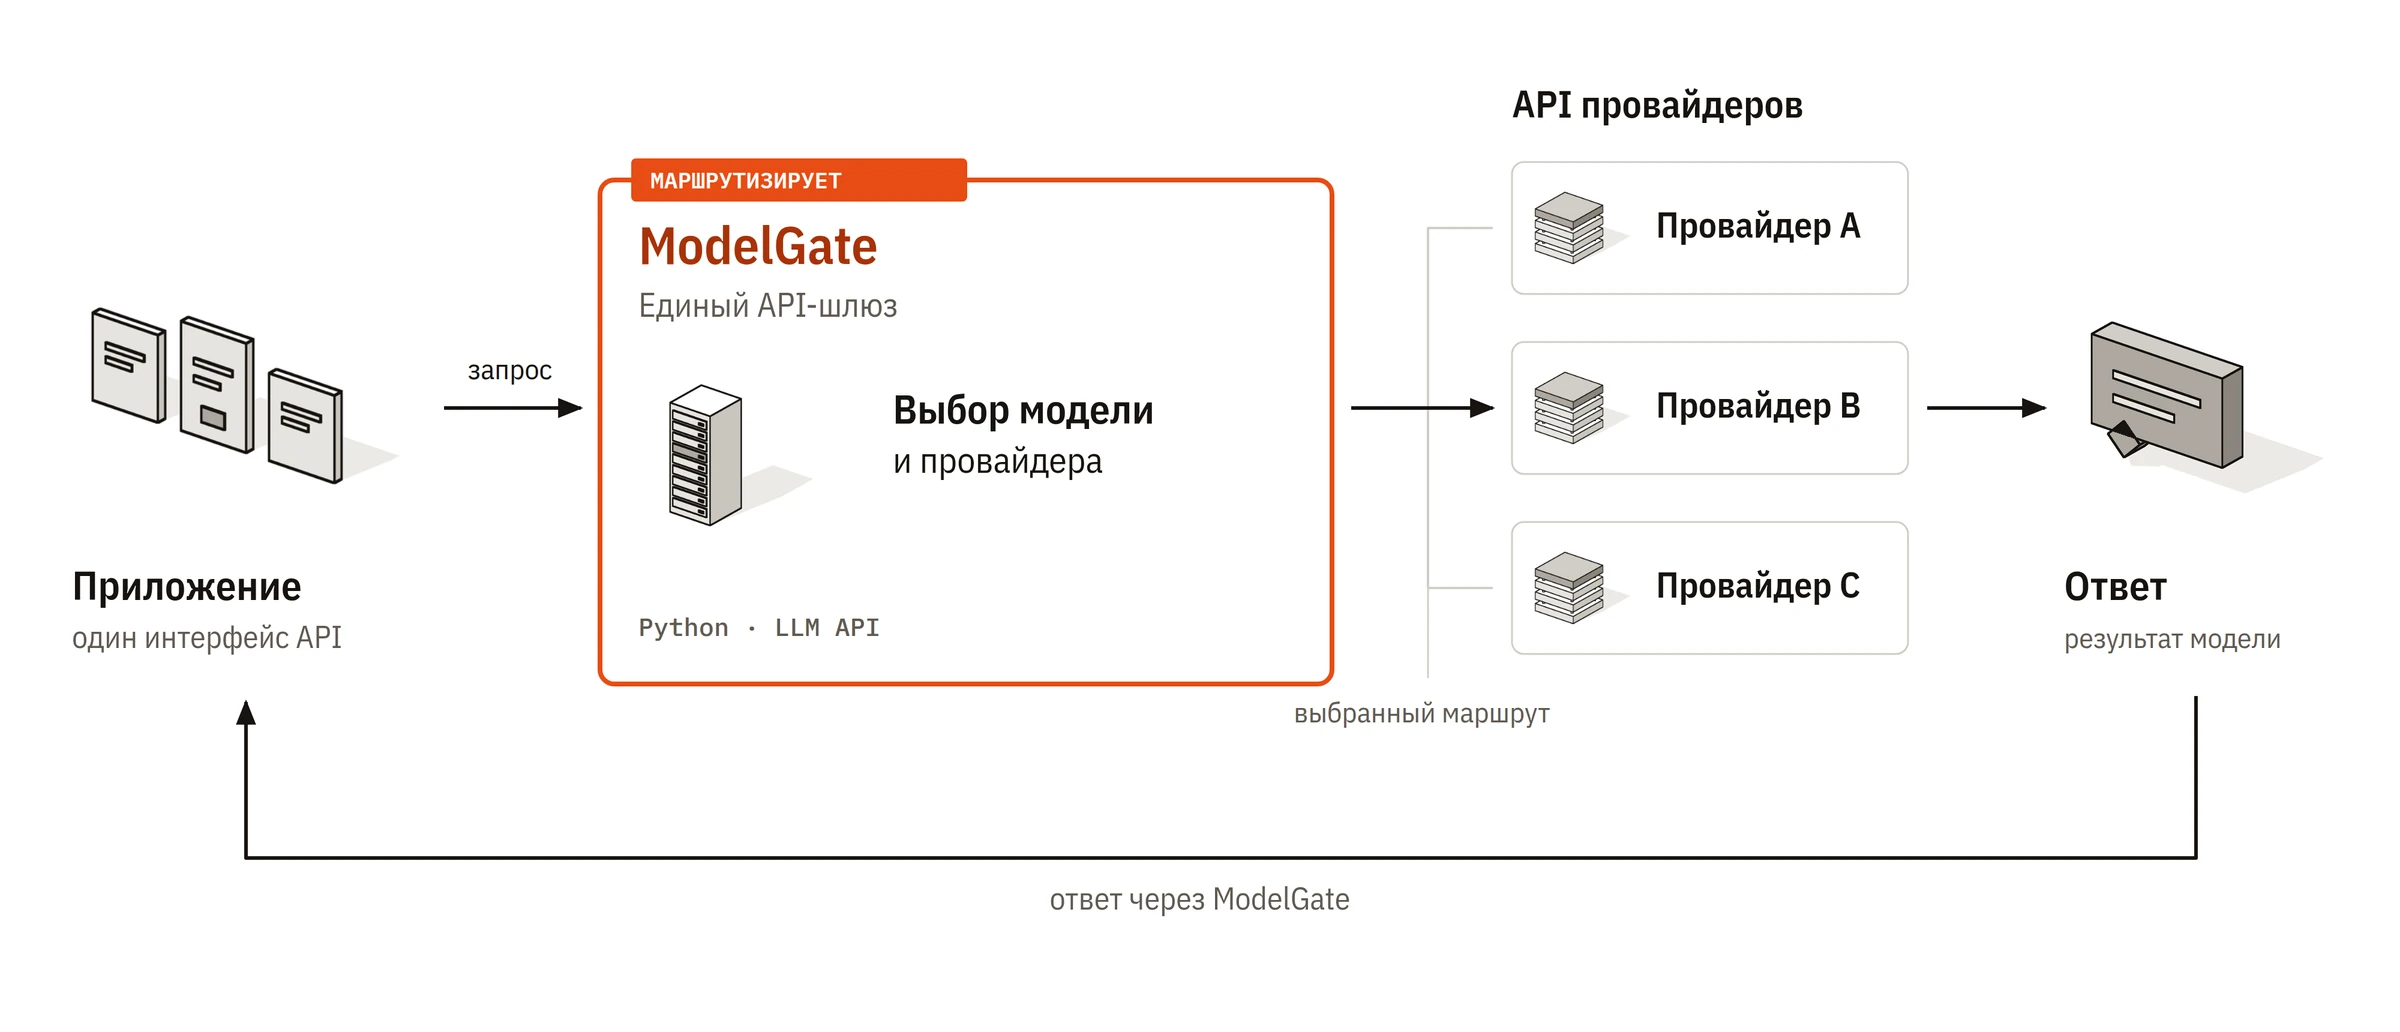 API провайдеров
МАРШРУТИЗИРУЕТ
ModelGate
Единый API-шлюз
Выбор модели
и провайдера
Python · LLM API
запрос
Приложение
один интерфейс API
Провайдер A
Провайдер B
Провайдер C
выбранный маршрут
Ответ
результат модели
ответ через ModelGate